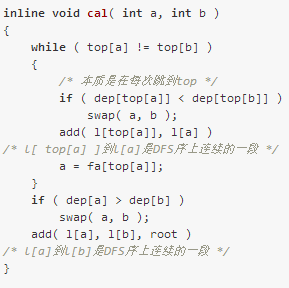 inline void cal( int a, int b )
{
while ( top[a] != top[b] )
{
/* 本质是在每次跳到top */
if ( dep[top[a]] < dep[top[b]] )
swap( a, b );
add( l[top[a]], l[a] )
/* l[ top[a] ]到l[a]是DFS序上连续的一段 */
a = fa[top[a]];
}
if ( dep[a] > dep[b] )
swap( a, b );
add( l[a], l[b], root )
/* l[a]到l[b]是DFS序上连续的一段 */
}